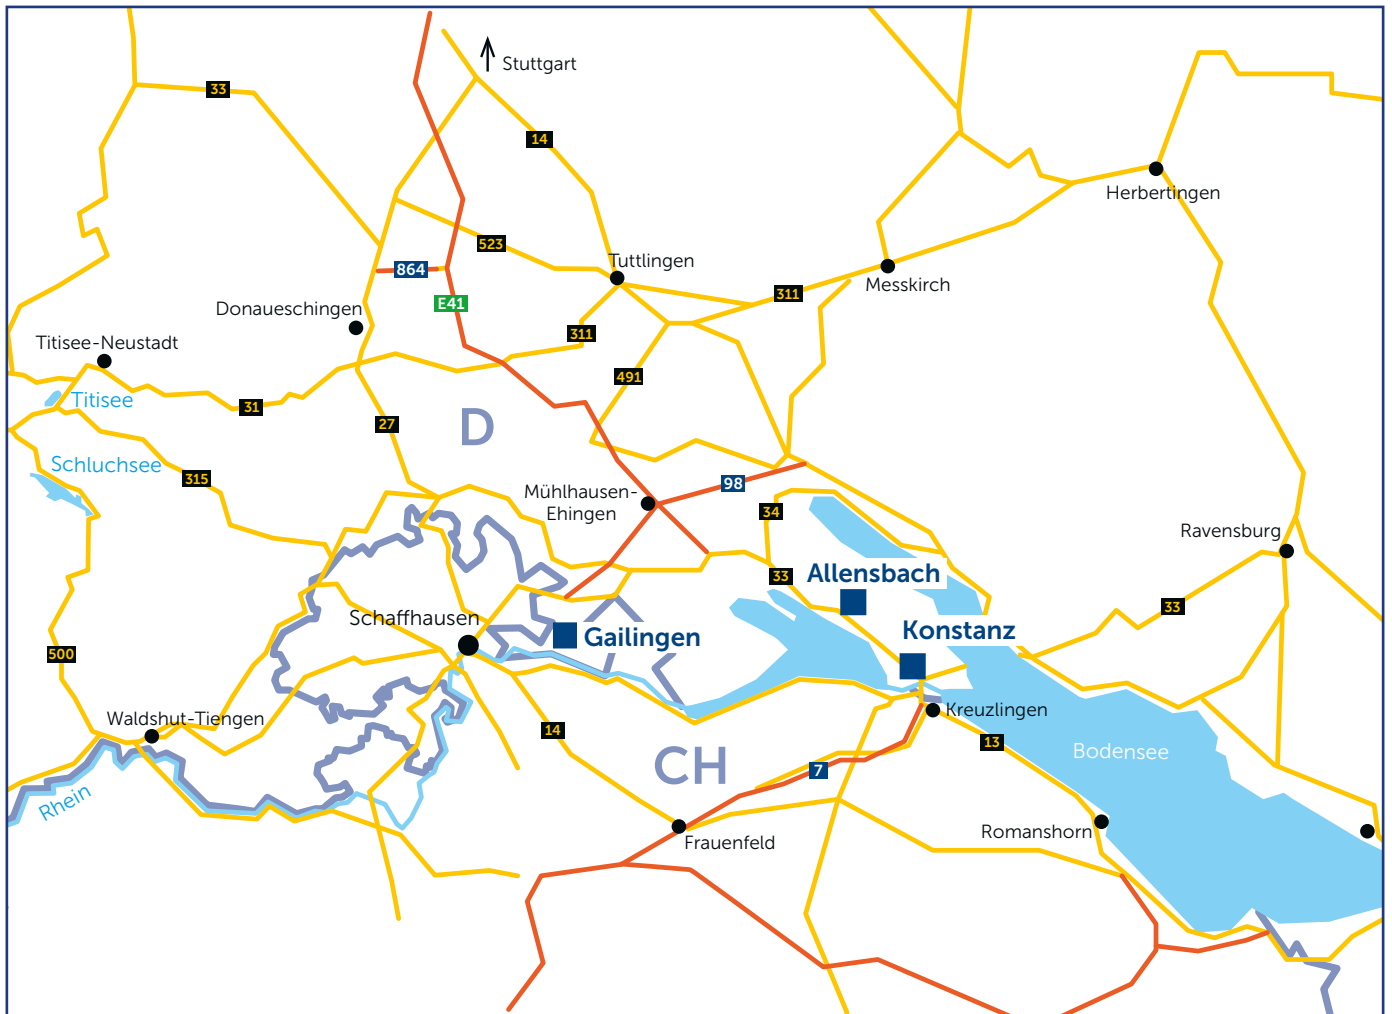 Stuttgart
33
14
Herbertingen
523
Tuttlingen
864
Messkirch
311
E41
Donaueschingen
311
Titisee-Neustadt
491
Titisee
31
27
D
Schluchsee
315
98
Mühlhausen-
Ehingen
34
Ravensburg
33
Allensbach
33
Schaffhausen
Konstanz
Gailingen
500
Kreuzlingen
Waldshut-Tiengen
14
13
Bodensee
CH
7
Rhein
Romanshorn
Frauenfeld